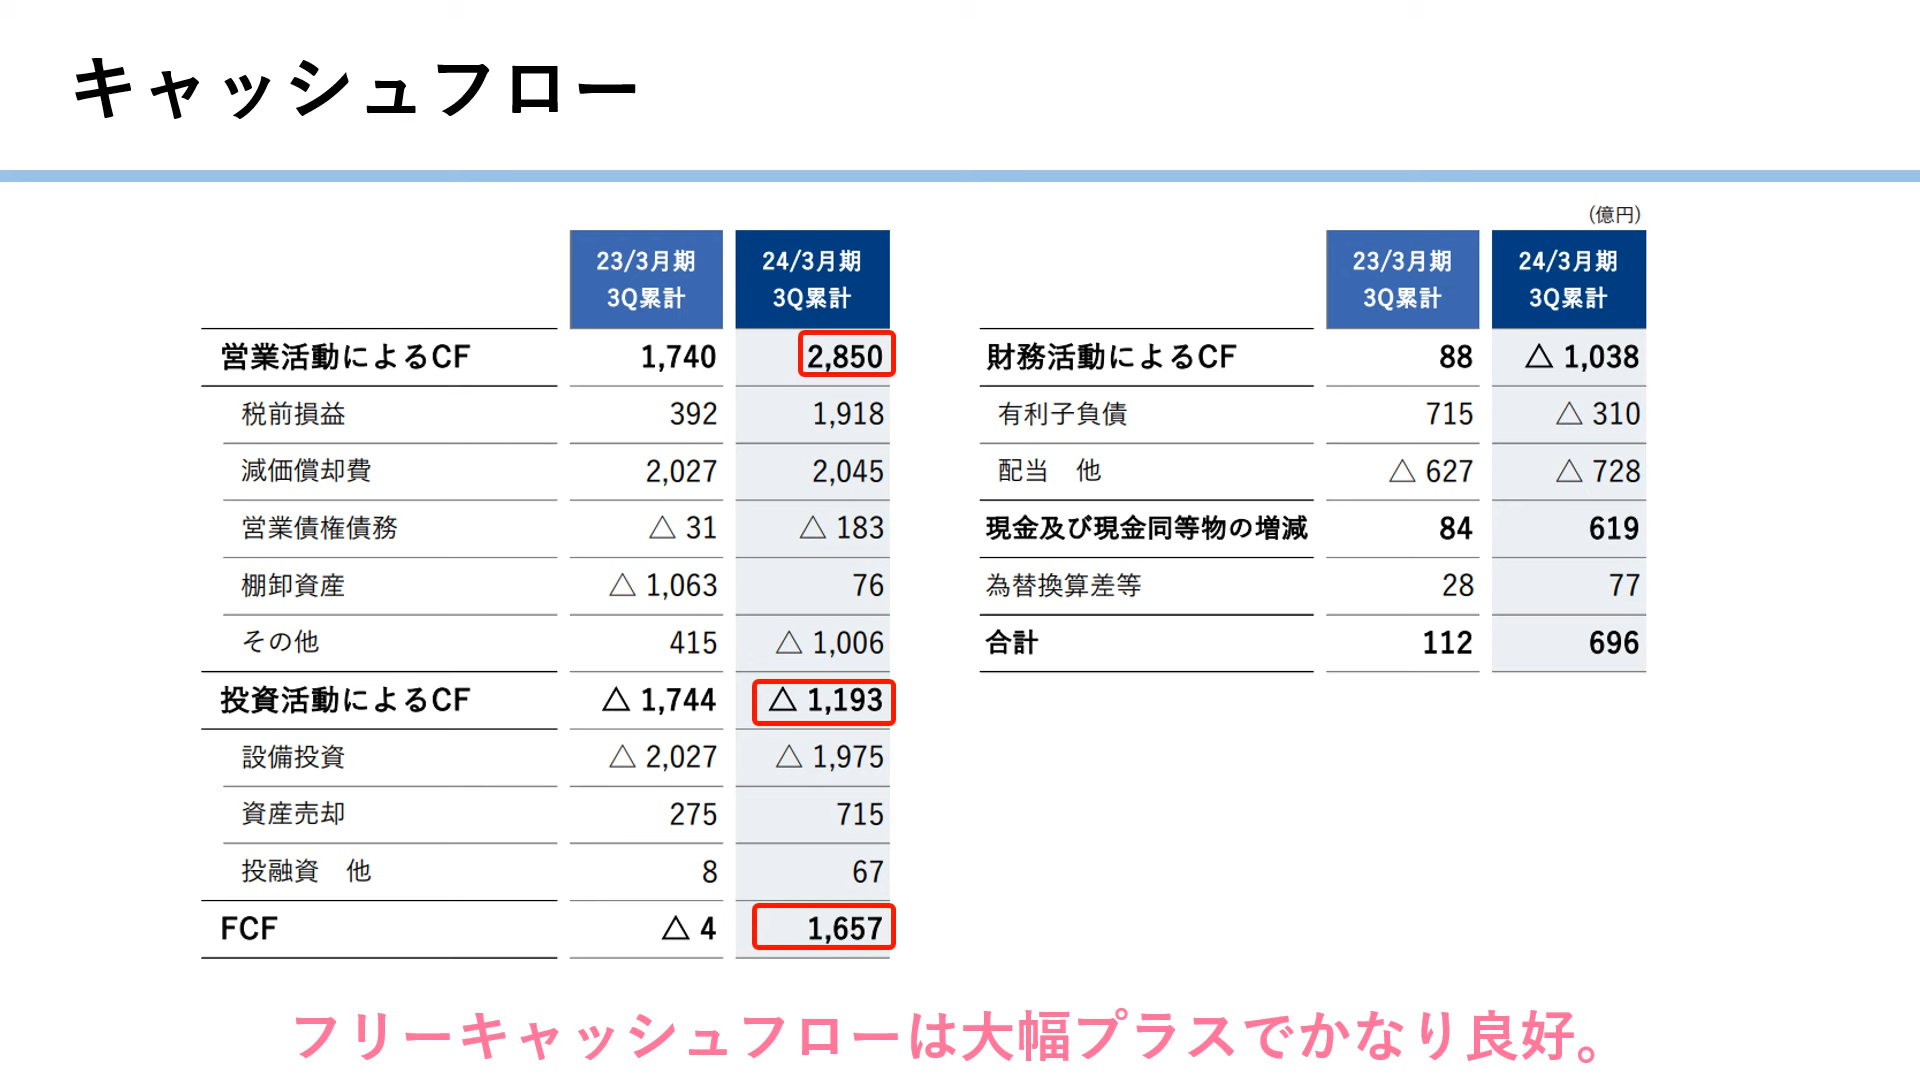 キャッシュフロー
(億円)
23/3月期 3Q累計 24/3月期 3Q累計
営業活動によるCF 1,740 2,850
税前損益 392 1,918
減価償却費 2,027 2,045
営業債権債務 △ 31 △ 183
棚卸資産 △ 1,063 76
その他 415 △ 1,006
投資活動によるCF △ 1,744 △ 1,193
設備投資 △ 2,027 △ 1,975
資産売却 275 715
投融資　他 8 67
FCF △ 4 1,657
23/3月期 3Q累計 24/3月期 3Q累計
財務活動によるCF 88 △ 1,038
有利子負債 715 △ 310
配当　他 △ 627 △ 728
現金及び現金同等物の増減 84 619
為替換算差等 28 77
合計 112 696
フリーキャッシュフローは大幅プラスでかなり良好。